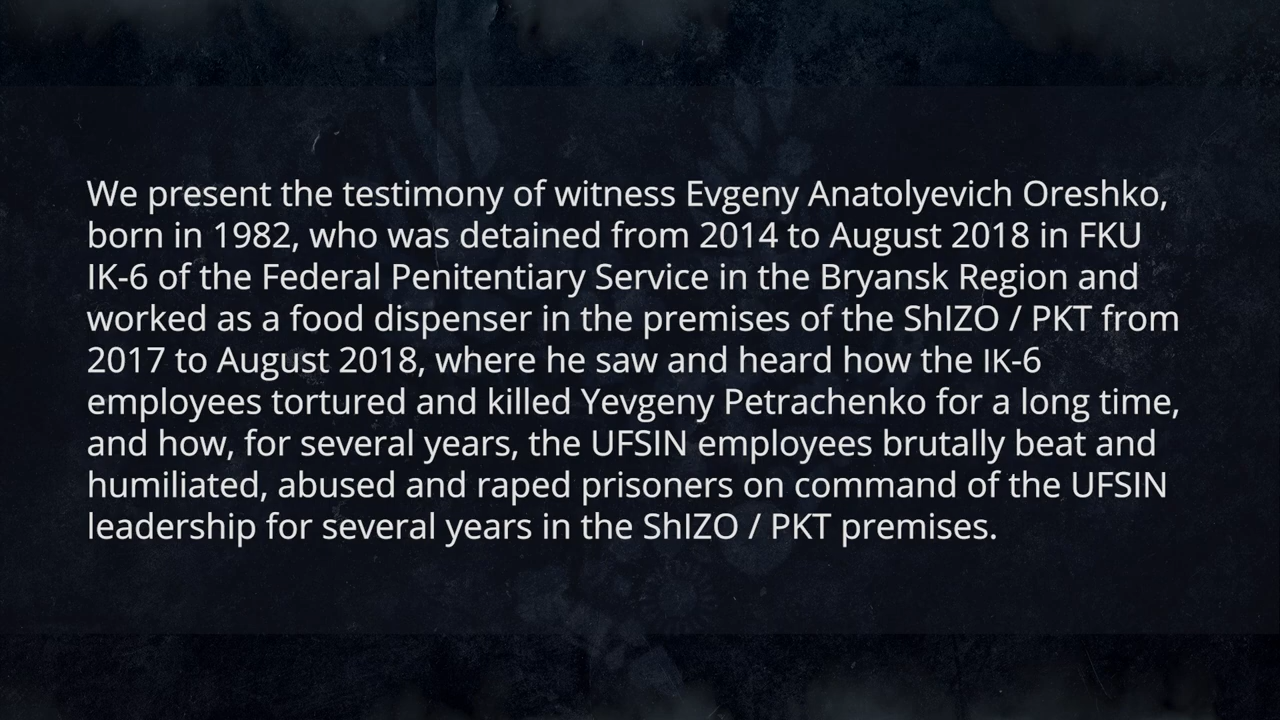 We present the testimony of witness Evgeny Anatolyevich Oreshko,
born in 1982, who was detained from 2014 to August 2018 in FKU
IK-6 of the Federal Penitentiary Service in the Bryansk Region and
worked as a food dispenser in the premises of the ShIZO / PKT from
2017 to August 2018, where he saw and heard how the IK-6
employees tortured and killed Yevgeny Petrachenko for a long time,
and how, for several years, the UFSIN employees brutally beat and
humiliated, abused and raped prisoners on command of the UFSIN
leadership for several years in the ShIZO / PKT premises.